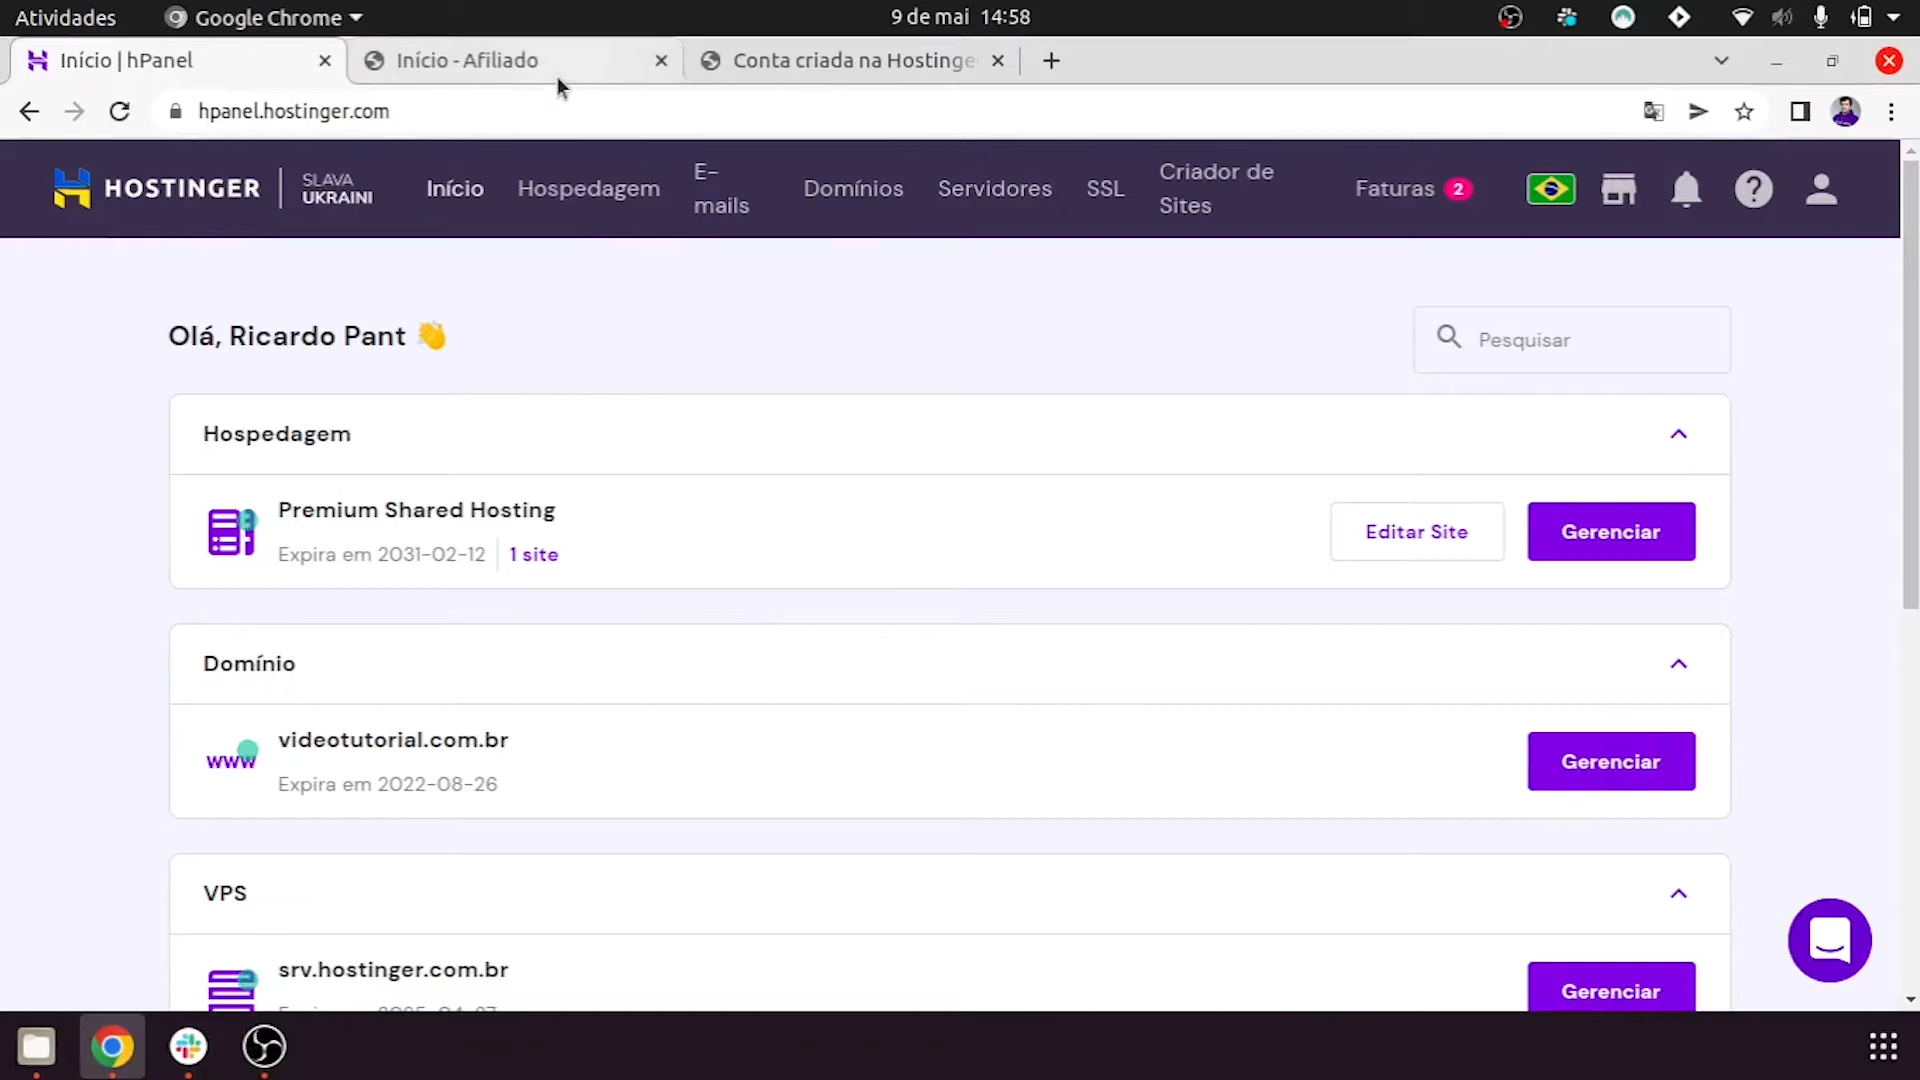 Atividades
Google Chrome
9 de mai 14:58
Início | hPanel
Início - Afiliado
Conta criada na Hostinge
hpanel.hostinger.com
HOSTINGER
SLAVA
UKRAINI
Início
Hospedagem
E-
mails
Domínios
Servidores
SSL
Criador de
Sites
Faturas 2
Olá, Ricardo Pant
Pesquisar
Hospedagem
Premium Shared Hosting
Expira em 2031-02-12
1 site
Editar Site
Gerenciar
Domínio
www
videotutorial.com.br
Expira em 2022-08-26
Gerenciar
VPS
srv.hostinger.com.br
Gerenciar